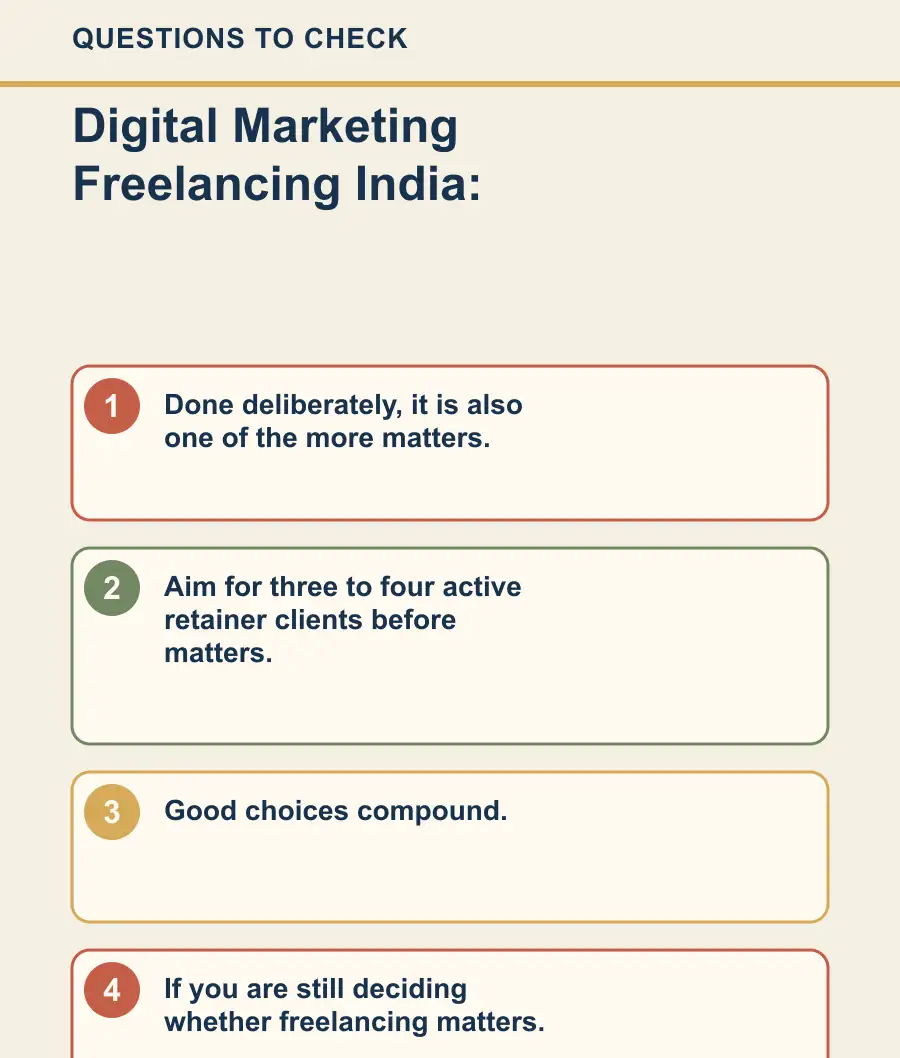 QUESTIONS TO CHECK
Digital Marketing
Freelancing India:
1
Done deliberately, it is also
one of the more matters.
2
Aim for three to four active
retainer clients before
matters.
3
Good choices compound.
4
If you are still deciding
whether freelancing matters.